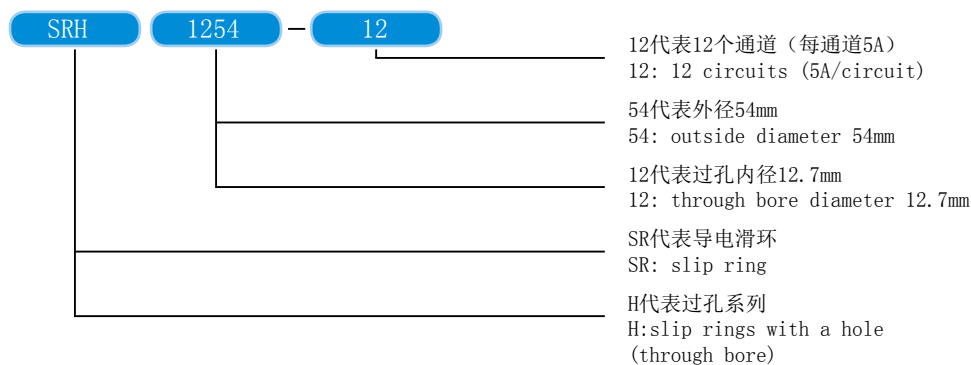 SRH 1254 - 12
12代表12个通道（每通道5A）
12: 12 circuits (5A/circuit)
54代表外径54mm
54: outside diameter 54mm
12代表过孔内径12.7mm
12: through bore diameter 12.7mm
SR代表导电滑环
SR: slip ring
H代表过孔系列
H:slip rings with a hole
(through bore)